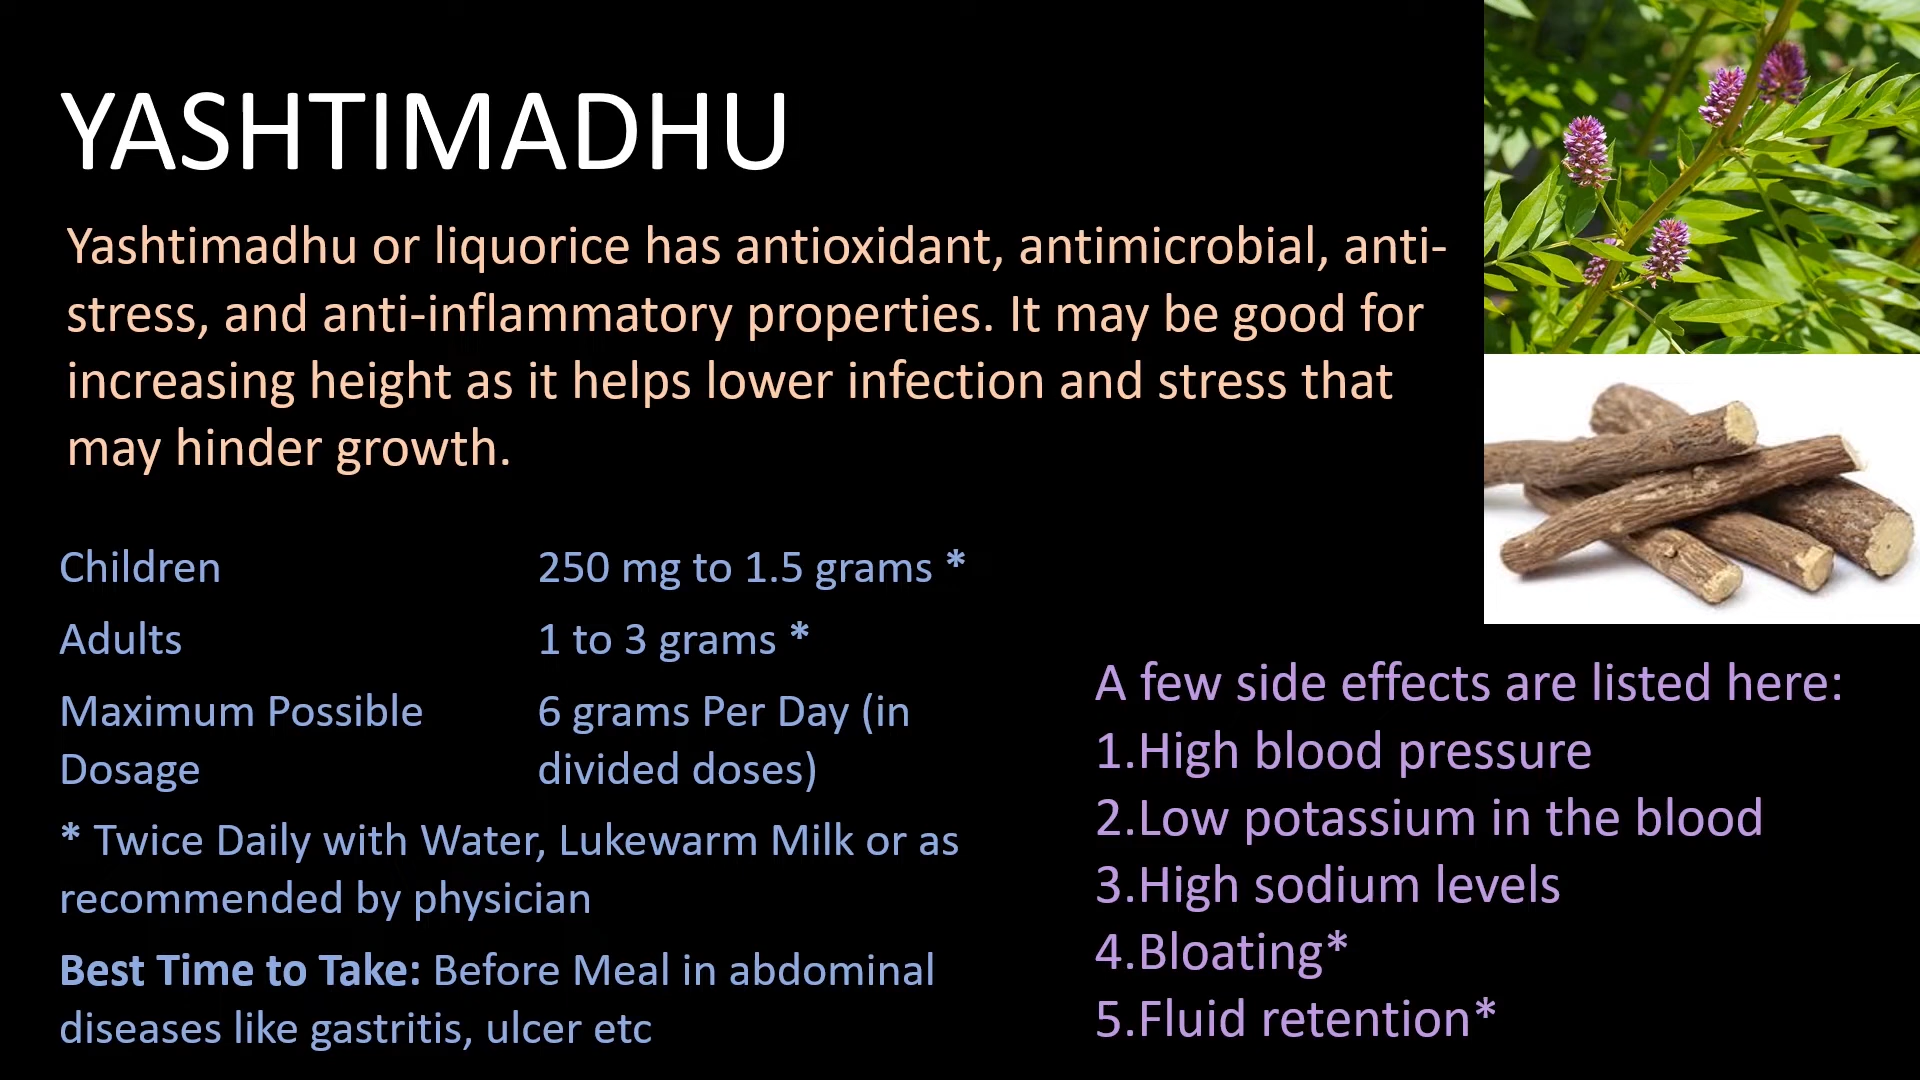 YASHTIMADHU
Yashtimadhu or liquorice has antioxidant, antimicrobial, anti-
stress, and anti-inflammatory properties. It may be good for
increasing height as it helps lower infection and stress that
may hinder growth.
Children 250 mg to 1.5 grams *
Adults 1 to 3 grams *
Maximum Possible 6 grams Per Day (in
Dosage divided doses)
* Twice Daily with Water, Lukewarm Milk or as
recommended by physician
Best Time to Take: Before Meal in abdominal
diseases like gastritis, ulcer etc
A few side effects are listed here:
1.High blood pressure
2.Low potassium in the blood
3.High sodium levels
4.Bloating*
5.Fluid retention*